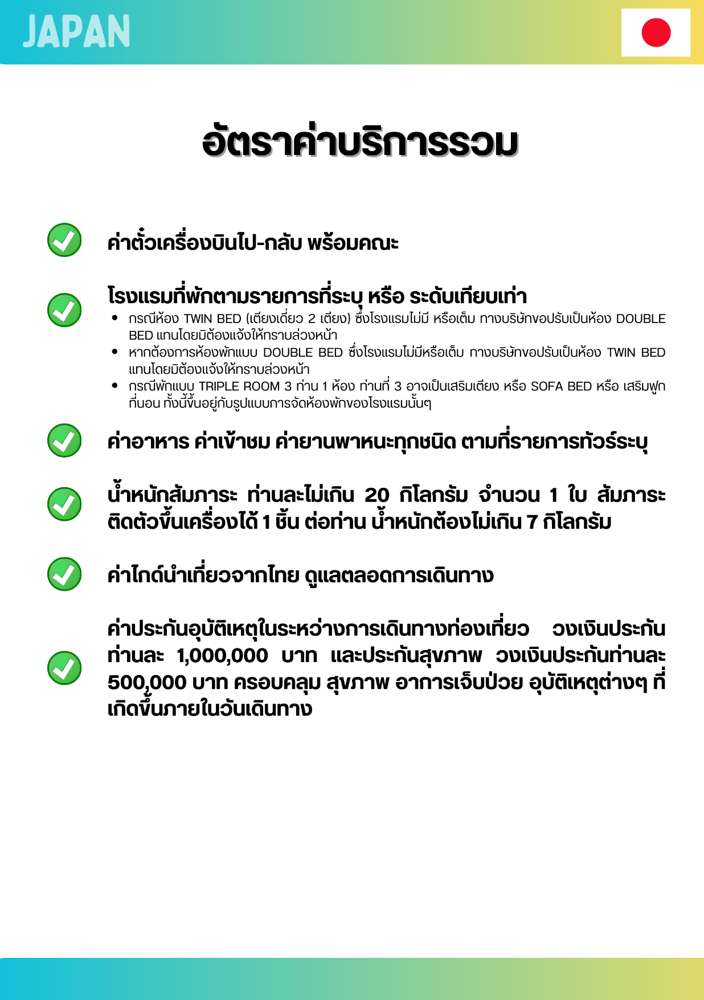 JAPAN
อัตราค่าบริการรวม
ค่าตั๋วเครื่องบินไป-กลับ พร้อมคณะ
โรงแรมที่พักตามรายการที่ระบุ หรือ ระดับเทียบเท่า
• กรณีห้อง TWIN BED (เตียงเดี่ยว 2 เตียง) ซึ่งโรงแรมไม่มี หรือเต็ม ทางบริษัทขอปรับเป็นห้อง DOUBLE
BED แทนโดยมิต้องแจ้งให้ทราบล่วงหน้า
• หากต้องการห้องพักแบบ DOUBLE BED ซึ่งโรงแรมไม่มีหรือเต็ม ทางบริษัทขอปรับเป็นห้อง TWIN BED
แทนโดยมิต้องแจ้งให้ทราบล่วงหน้า
• กรณีพักแบบ TRIPLE ROOM 3 ท่าน 1 ห้อง ท่านที่ 3 อาจเป็นเสริมเตียง หรือ SOFA BED หรือ เสริมฟูก
ที่นอน ทั้งนี้ขึ้นอยู่กับรูปแบบการจัดห้องพักของโรงแรมนั้นๆ
ค่าอาหาร ค่าเข้าชม ค่ายานพาหนะทุกชนิด ตามที่รายการทัวร์ระบุ
น้ำหนักสัมภาระ ท่านละไม่เกิน 20 กิโลกรัม จำนวน 1 ใบ สัมภาระ
ติดตัวขึ้นเครื่องได้ 1 ชิ้น ต่อท่าน น้ำหนักต้องไม่เกิน 7 กิโลกรัม
ค่าไกด์นำเที่ยวจากไทย ดูแลตลอดการเดินทาง
ค่าประกันอุบัติเหตุในระหว่างการเดินทางท่องเที่ยว วงเงินประกัน
ท่านละ 1,000,000 บาท และประกันสุขภาพ วงเงินประกันท่านละ
500,000 บาท ครอบคลุม สุขภาพ อาการเจ็บป่วย อุบัติเหตุต่างๆ ที่
เกิดขึ้นภายในวันเดินทาง